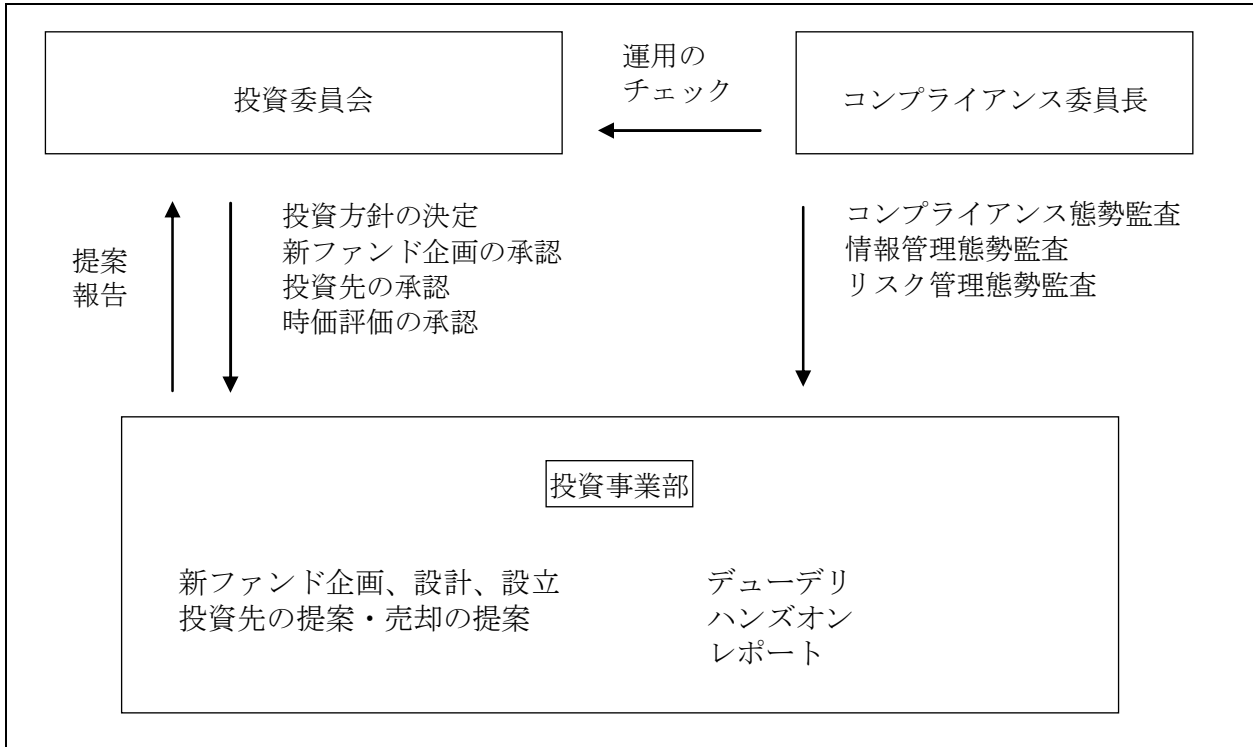 投資委員会
運用の
チェック
コンプライアンス委員長
提案
報告
投資方針の決定
新ファンド企画の承認
投資先の承認
時価評価の承認
コンプライアンス態勢監査
情報管理態勢監査
リスク管理態勢監査
投資事業部
新ファンド企画、設計、設立
投資先の提案・売却の提案
デューデリ
ハンズオン
レポート